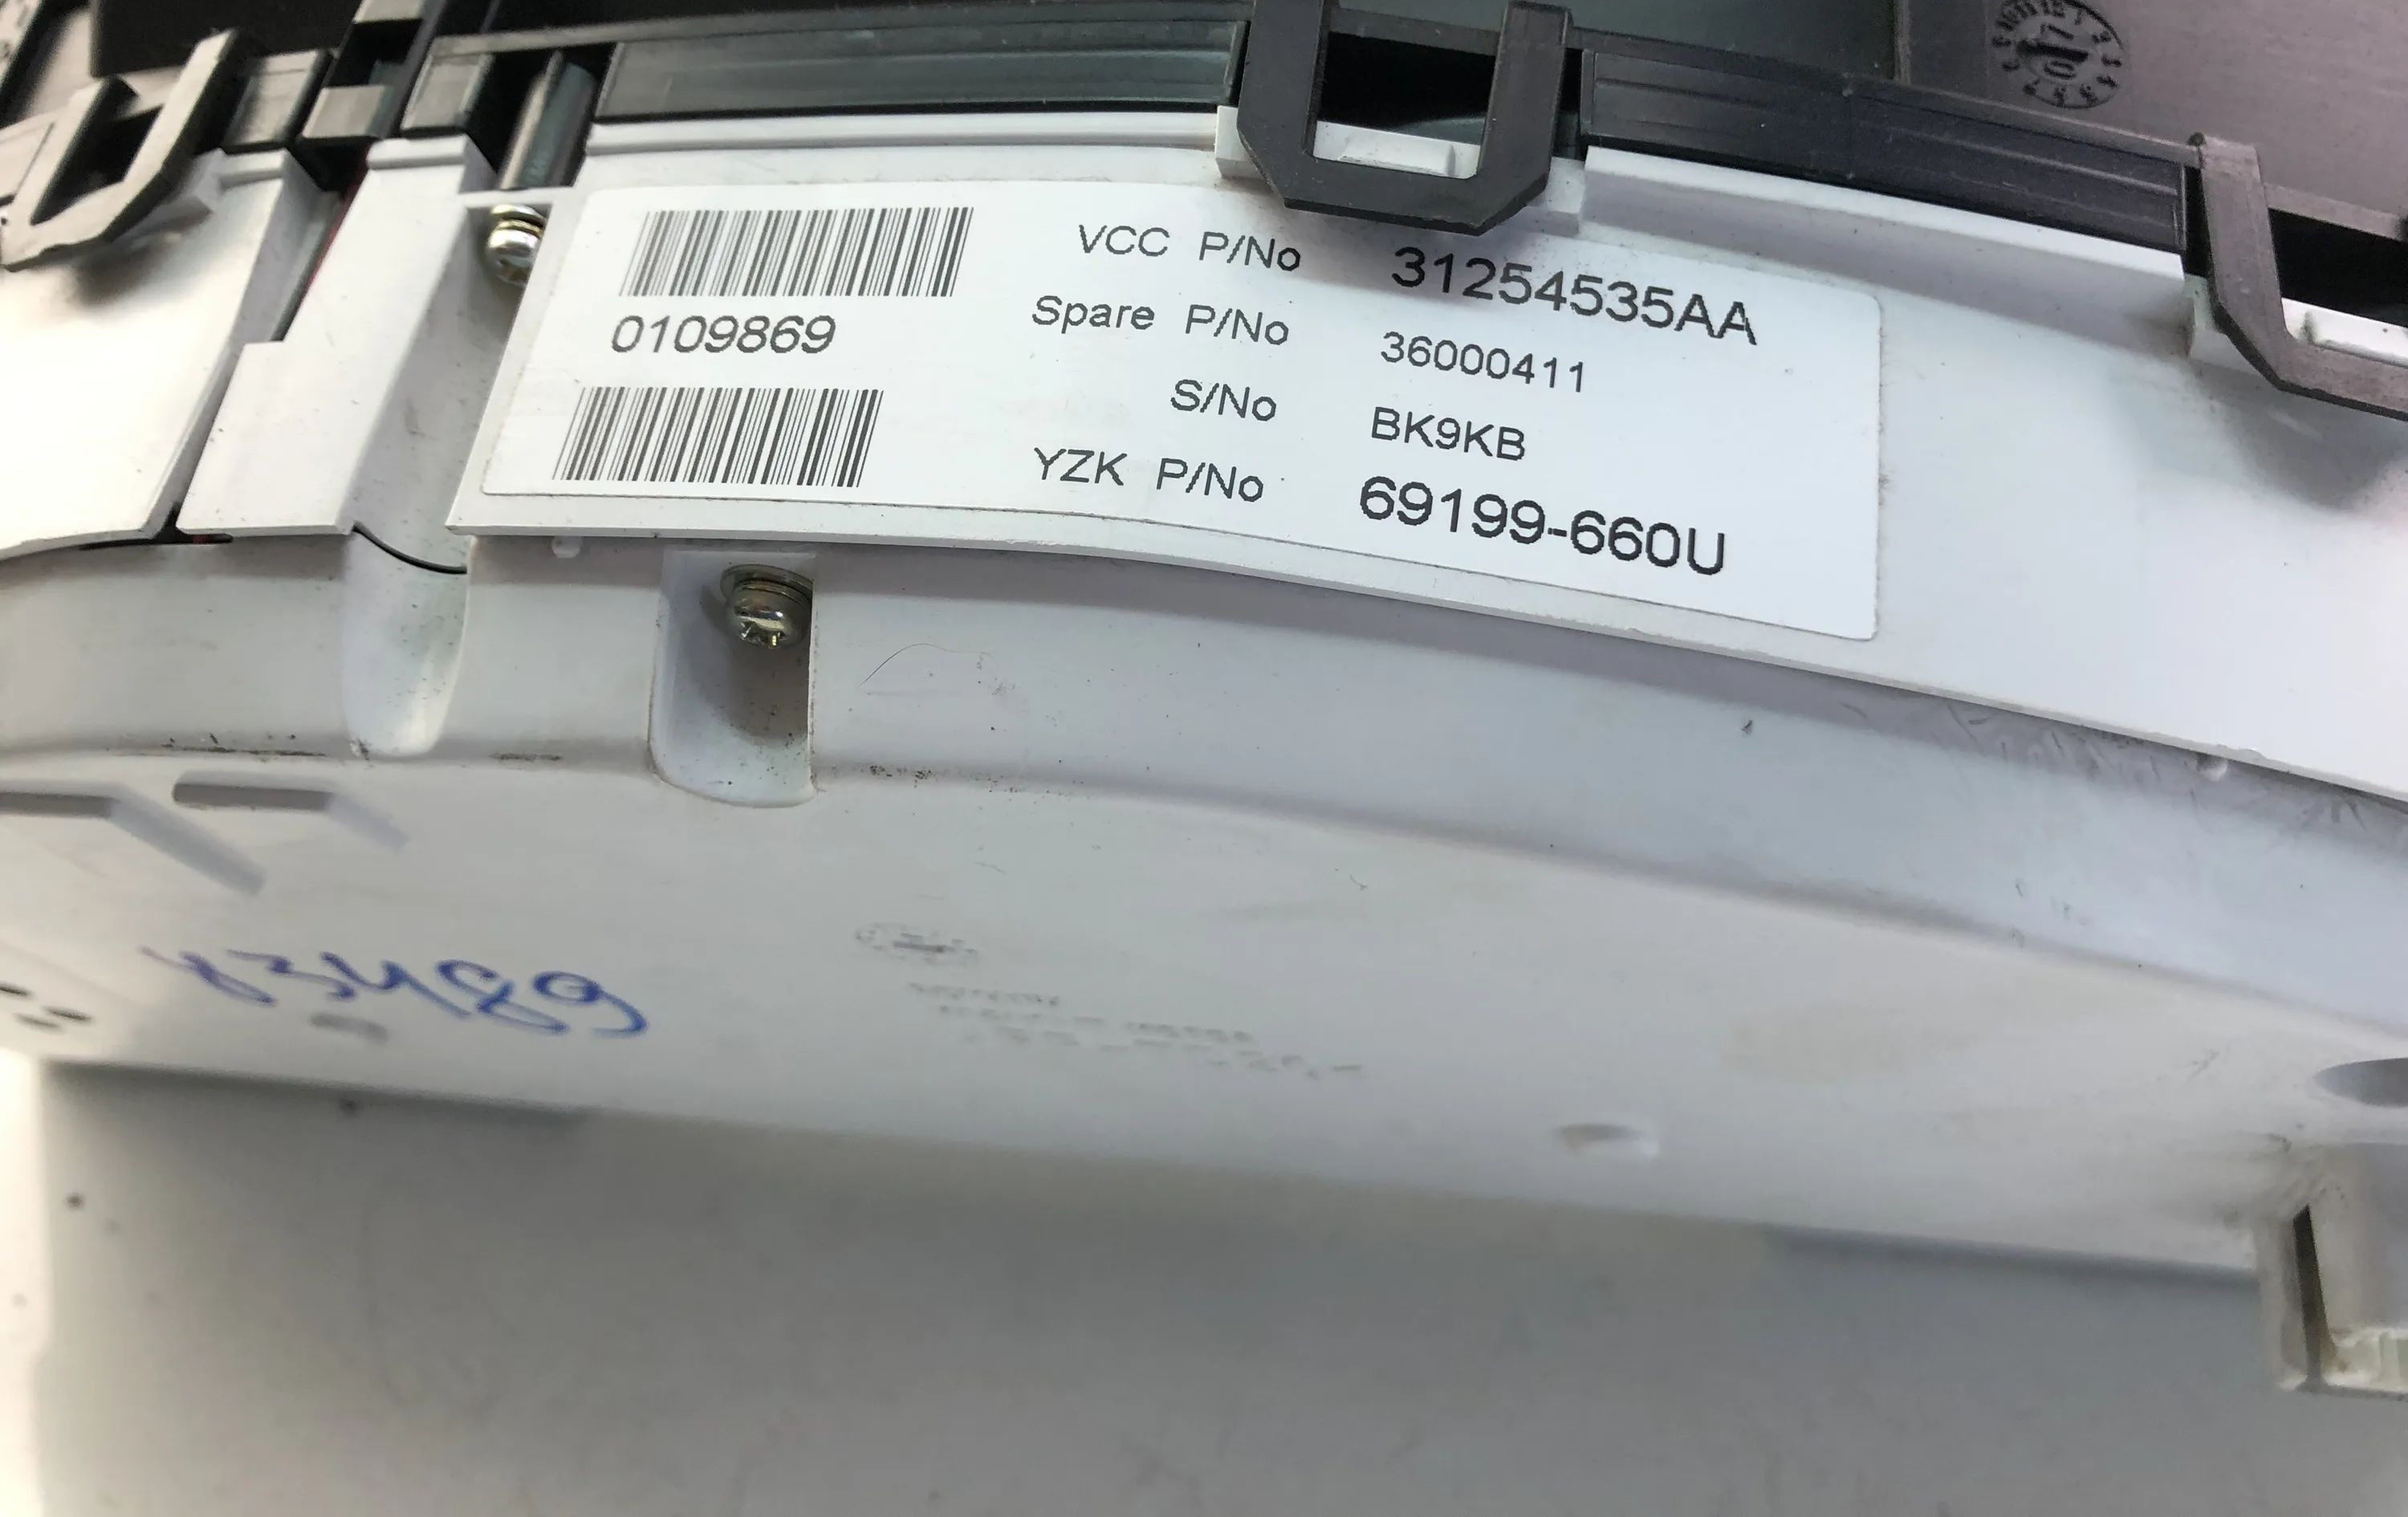 VCC P/No 31254535AA
0109869
Spare P/No 36000411
S/No BK9KB
YZK P/No 69199-660U